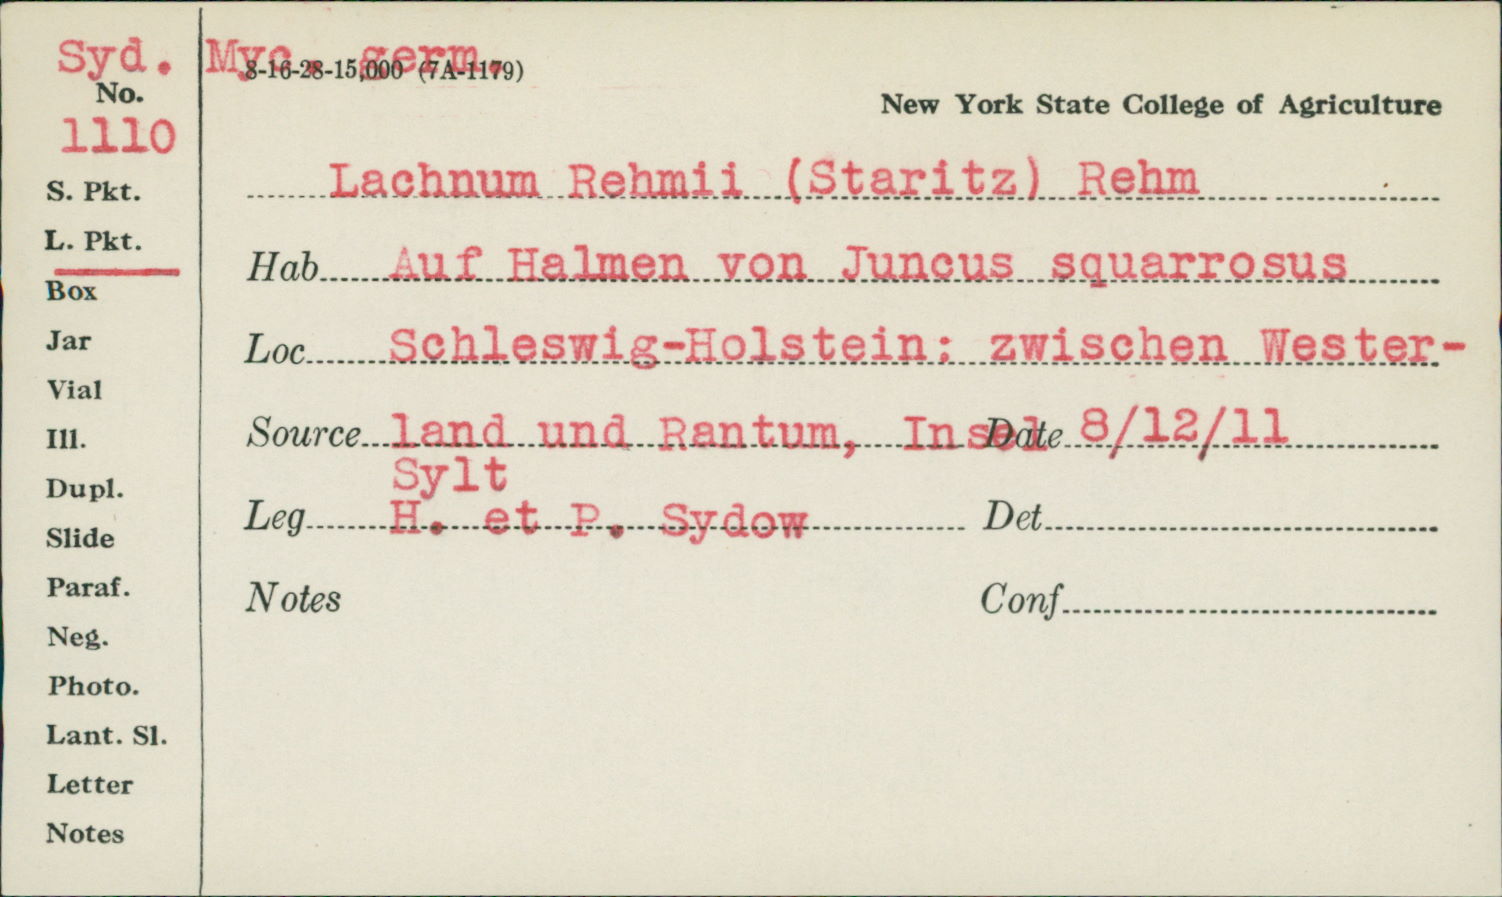 Syd. Myc. germ.
8-16-28-15,000 (7A-1179)
No.
1110
New York State College of Agriculture
S. Pkt.
Lachnum Rehmii (Staritz) Rehm
L. Pkt.
Hab. Auf Halmen von Juncus squarrosus
Box
Jar
Loc. Schleswig-Holstein: zwischen Wester-
Vial
Ill.
Source land und Rantum, Insel Date 8/12/11
Sylt
Dupl.
Leg. H. et P. Sydow Det.
Slide
Paraf.
Notes Conf.
Neg.
Photo.
Lant. Sl.
Letter
Notes